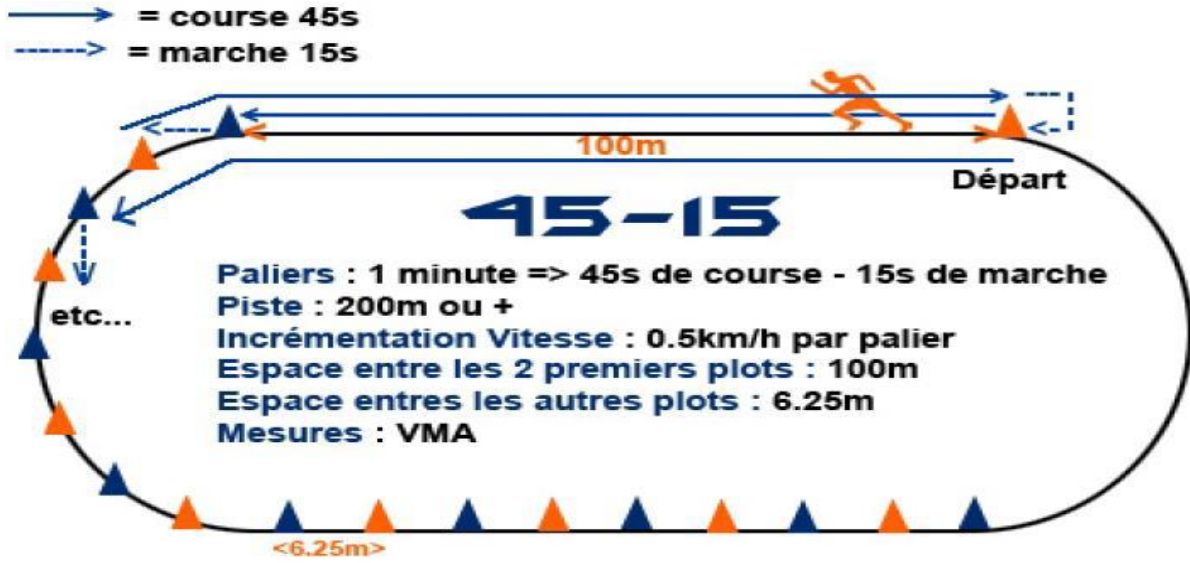 = course 45s
= marche 15s
100m
Départ
45-15
Paliers : 1 minute => 45s de course - 15s de marche
Piste : 200m ou +
etc...
Incrémentation Vitesse : 0.5km/h par palier
Espace entre les 2 premiers plots : 100m
Espace entres les autres plots : 6.25m
Mesures : VMA
<6.25m>